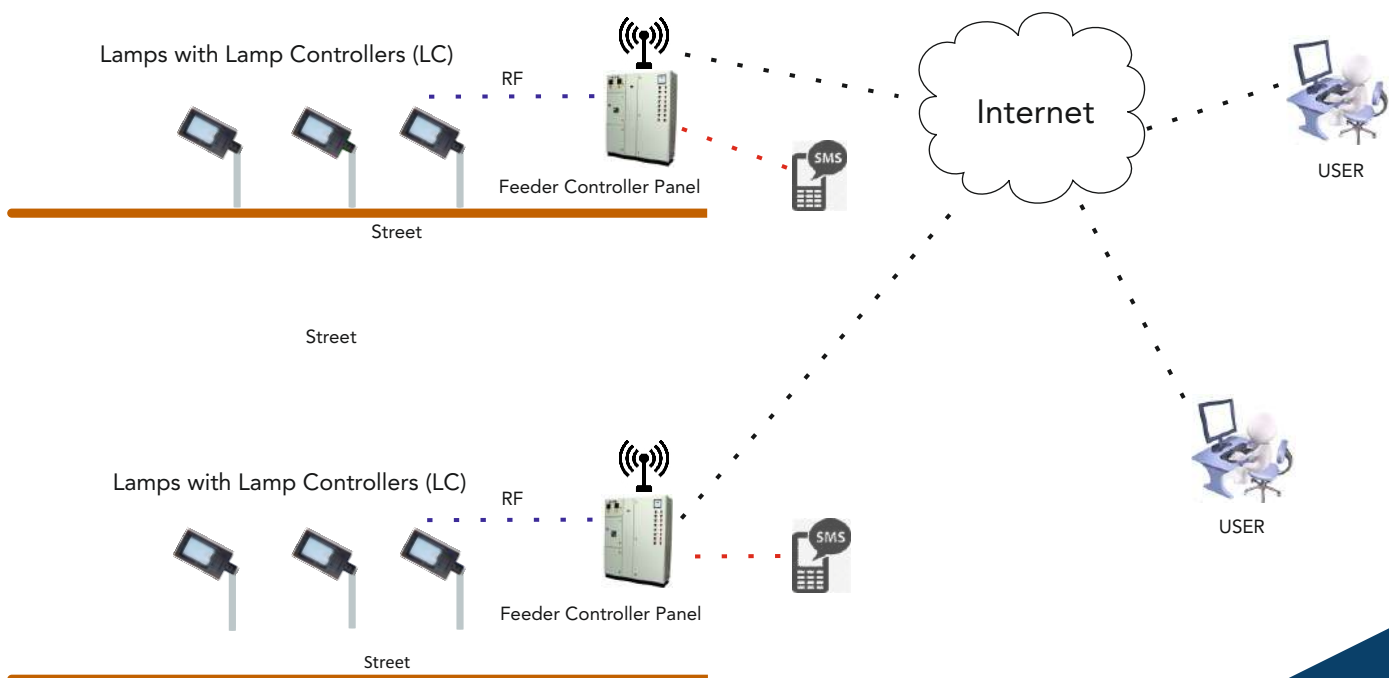 Lamps with Lamp Controllers (LC)
RF
Internet
SMS
USER
Feeder Controller Panel
Street
Street
Lamps with Lamp Controllers (LC)
RF
SMS
USER
Feeder Controller Panel
Street